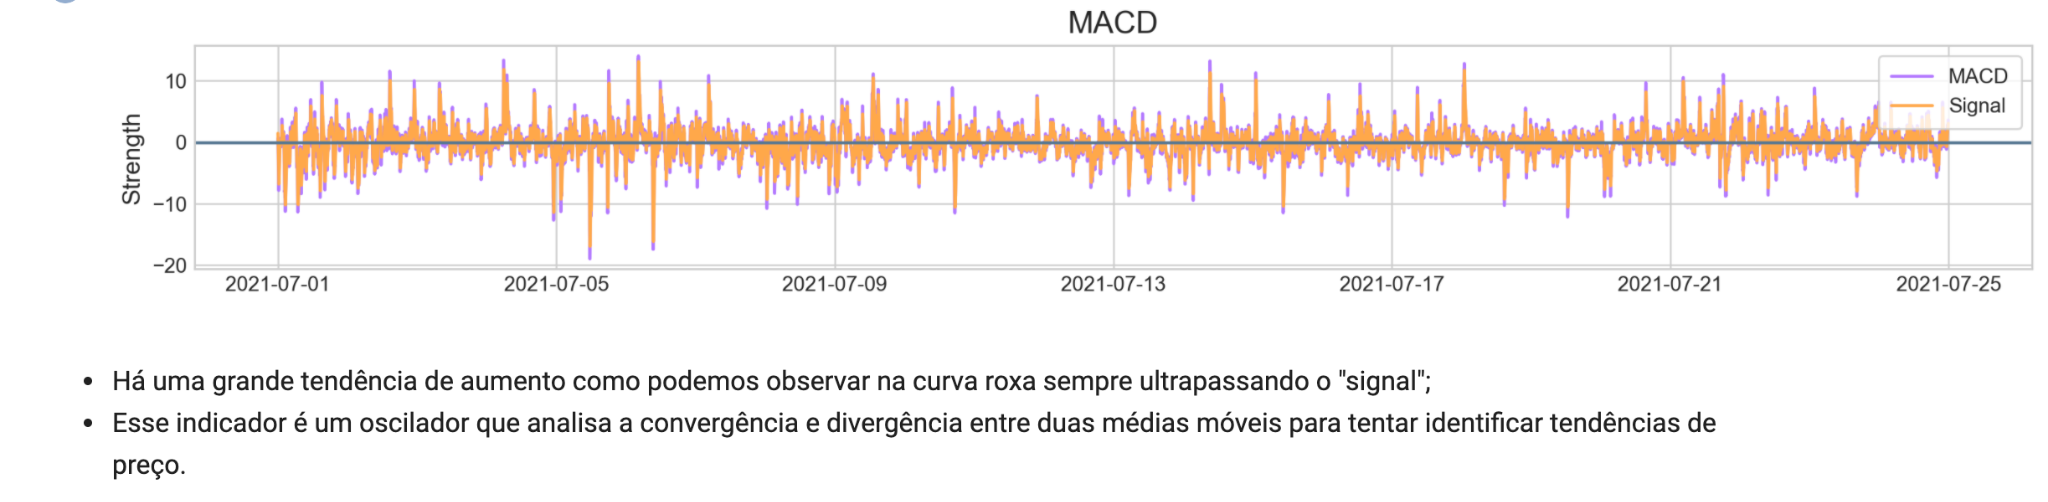 MACD
10
0
−10
−20
Strength
MACD
Signal
2021-07-01 2021-07-05 2021-07-09 2021-07-13 2021-07-17 2021-07-21 2021-07-25
• Há uma grande tendência de aumento como podemos observar na curva roxa sempre ultrapassando o "signal";
• Esse indicador é um oscilador que analisa a convergência e divergência entre duas médias móveis para tentar identificar tendências de
preço.